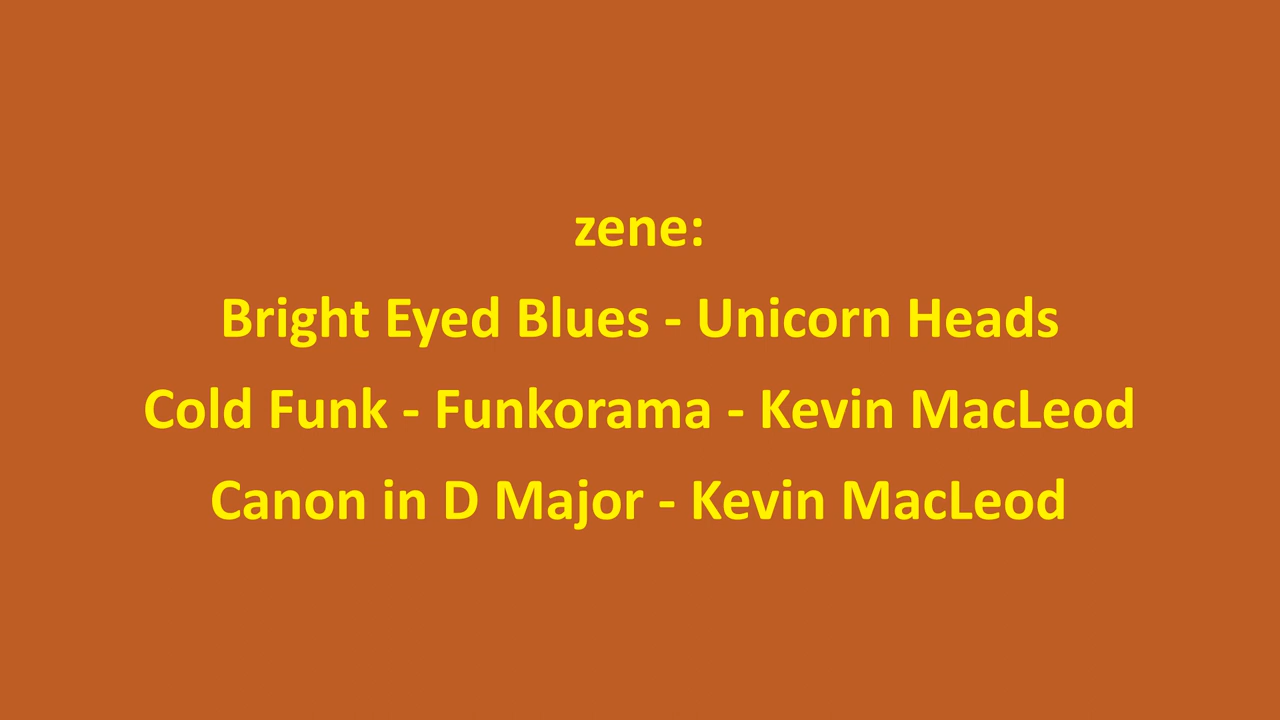 zene:
Bright Eyed Blues - Unicorn Heads
Cold Funk - Funkorama - Kevin MacLeod
Canon in D Major - Kevin MacLeod